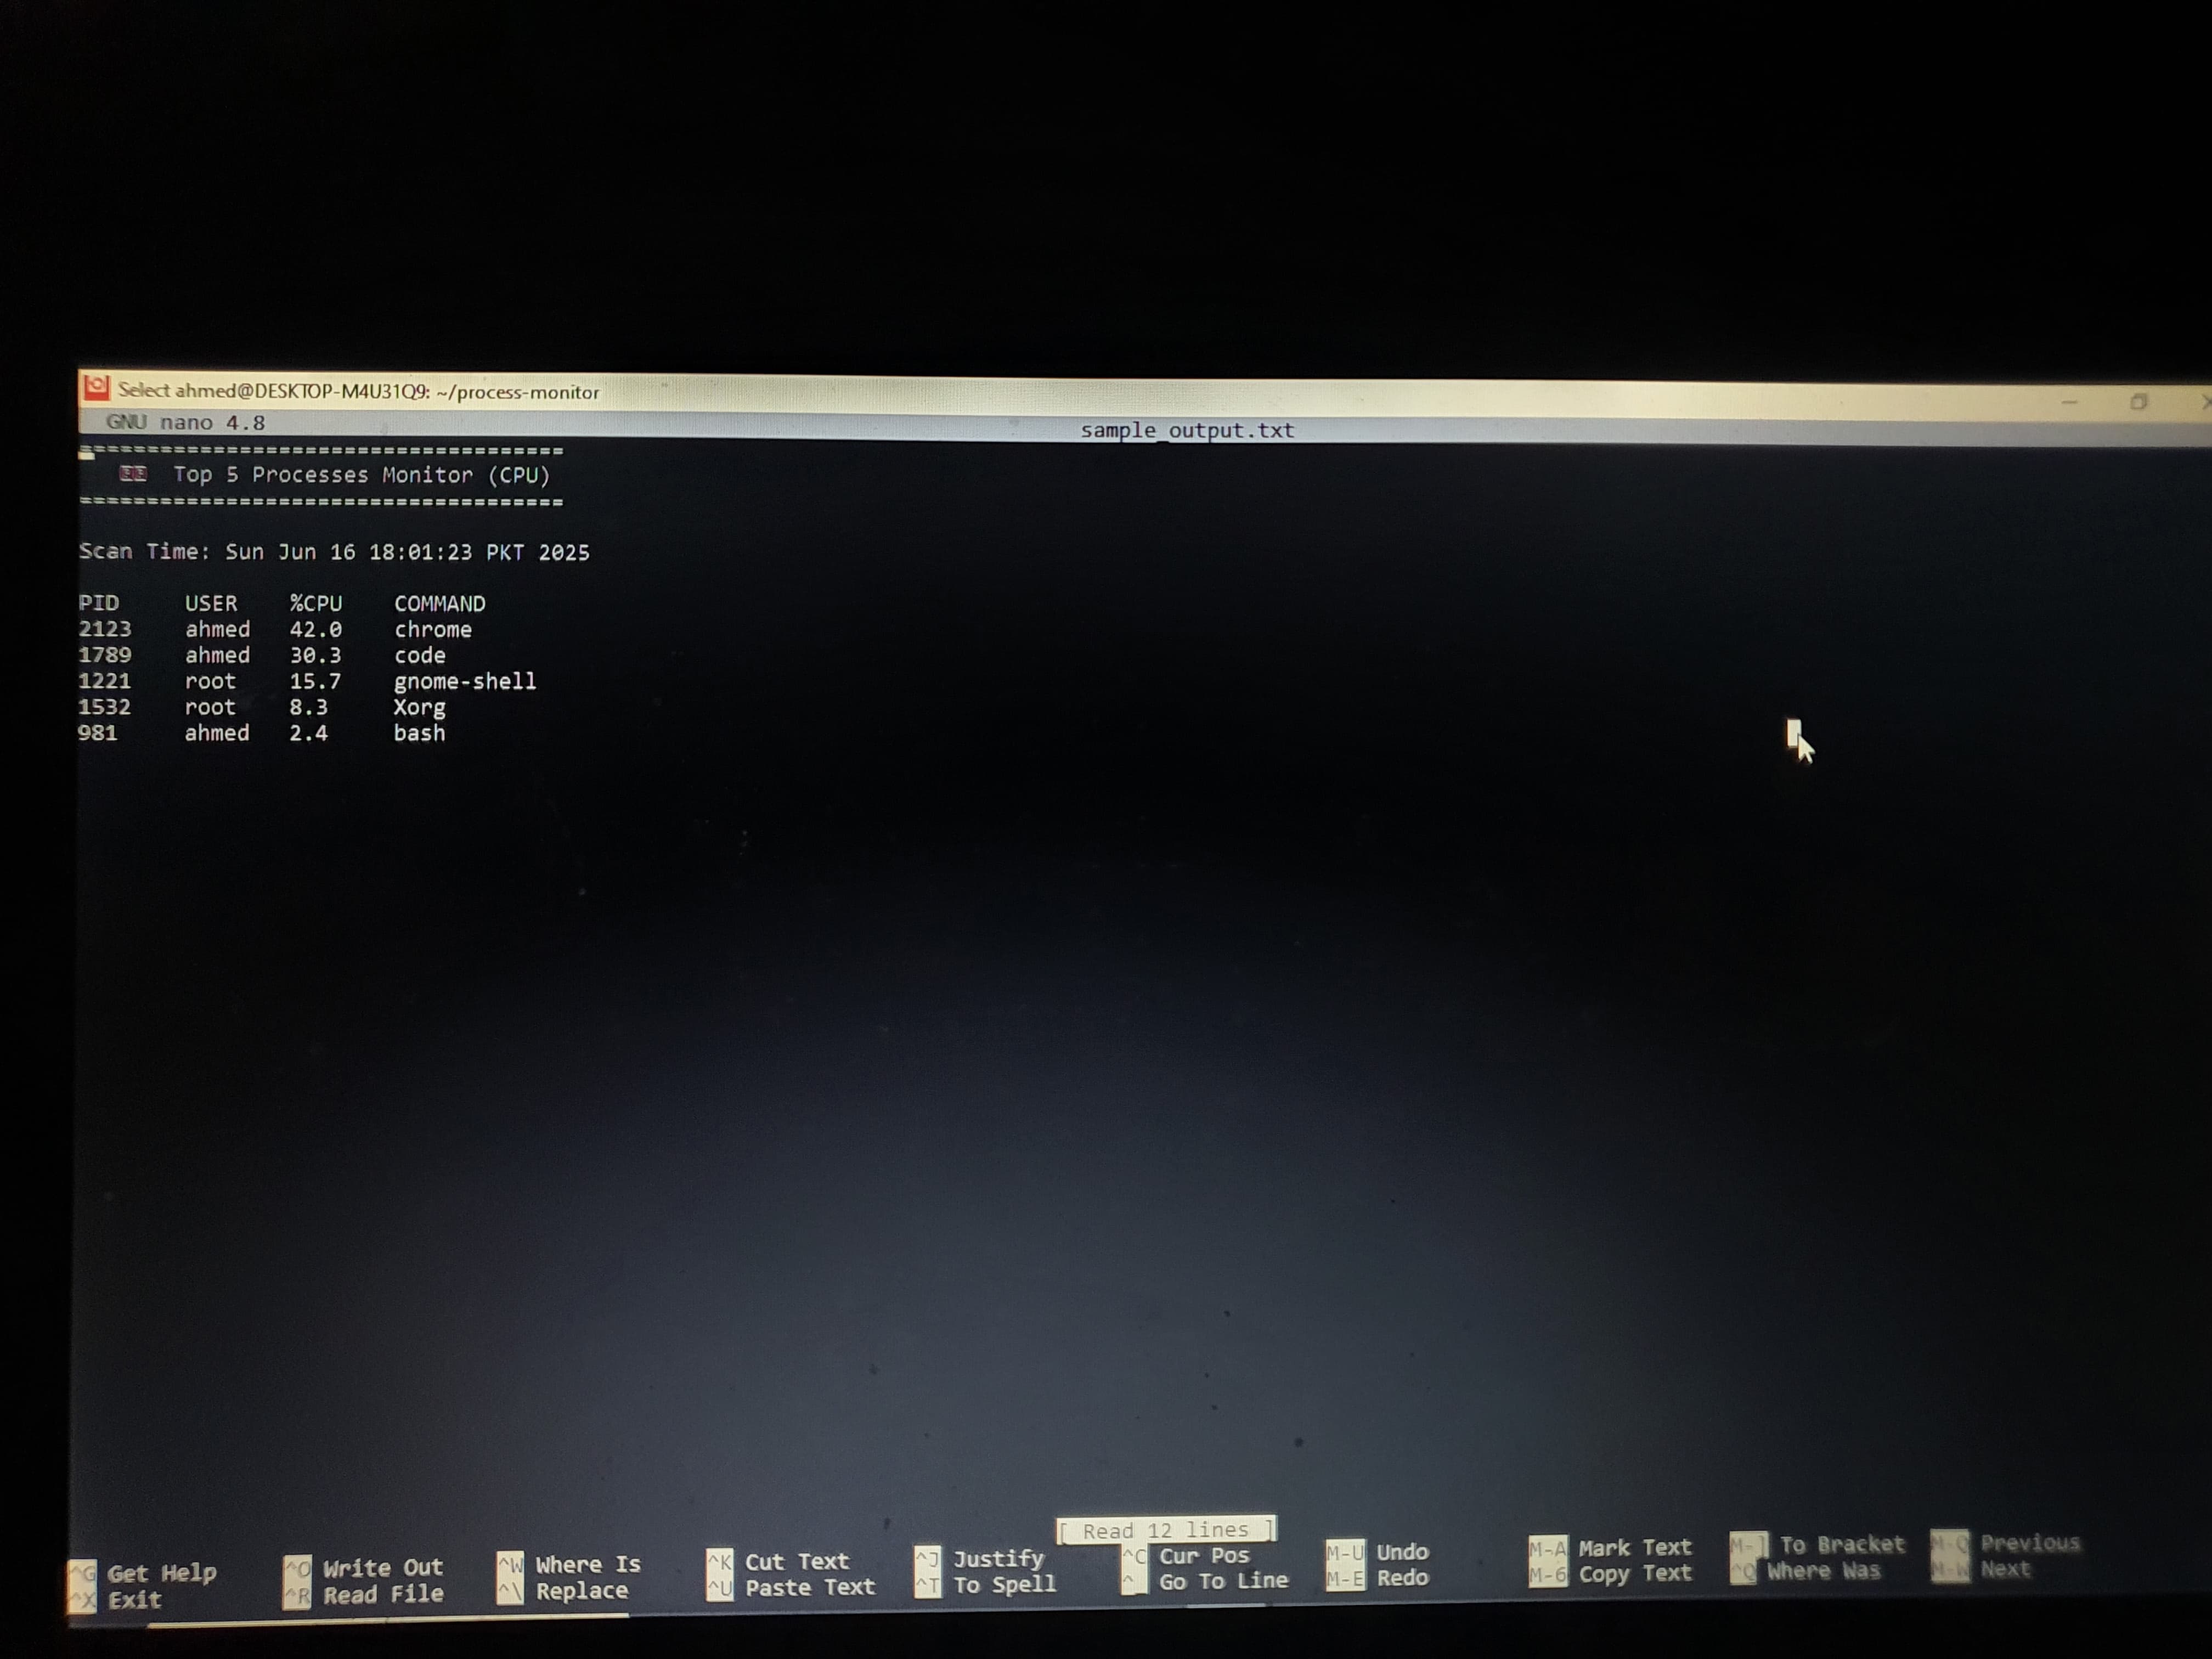 Select ahmed@DESKTOP-M4U31Q9: ~/process-monitor
GNU nano 4.8 sample_output.txt
=====================================
Top 5 Processes Monitor (CPU)
=====================================
Scan Time: Sun Jun 16 18:01:23 PKT 2025
PID USER %CPU COMMAND
2123 ahmed 42.0 chrome
1789 ahmed 30.3 code
1221 root 15.7 gnome-shell
1532 root 8.3 Xorg
981 ahmed 2.4 bash
[ Read 12 lines ]
^G Get Help ^O Write Out ^W Where Is ^K Cut Text ^J Justify ^C Cur Pos M-U Undo M-A Mark Text M-] To Bracket M-Q Previous
^X Exit ^R Read File ^\ Replace ^U Paste Text ^T To Spell ^_ Go To Line M-E Redo M-6 Copy Text ^Q Where Was M-W Next